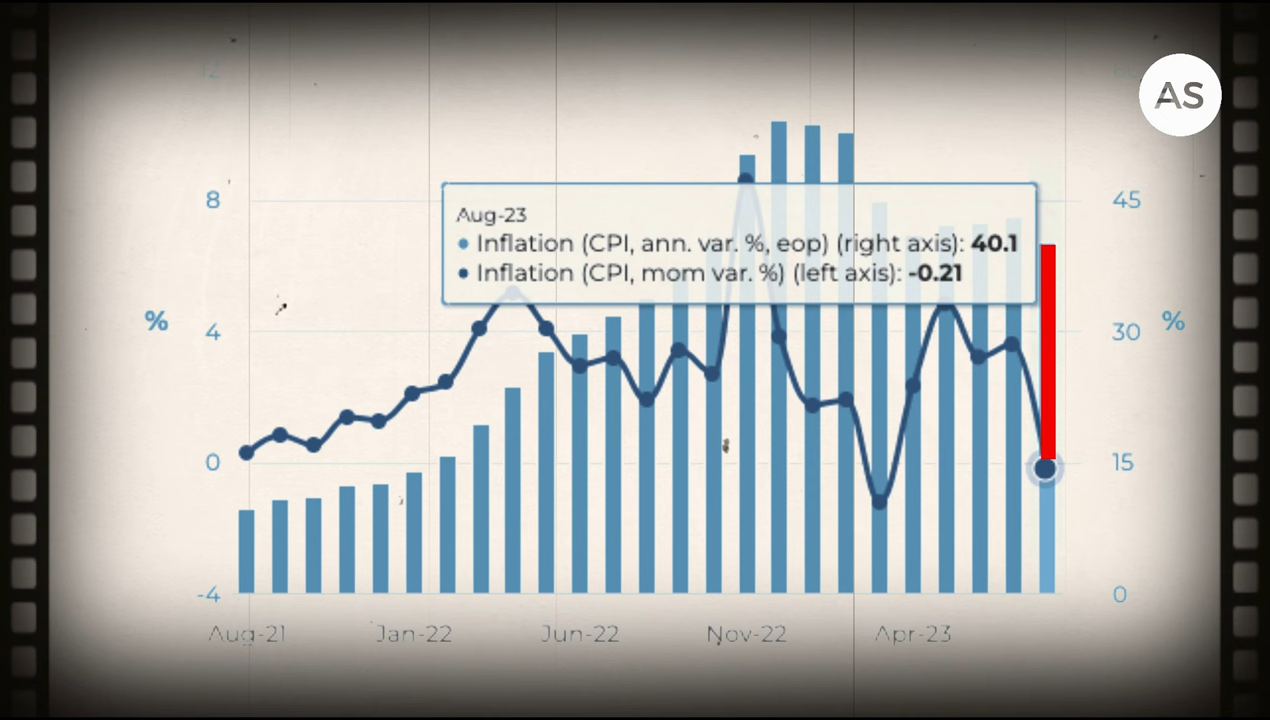 12
AS
8
45
Aug-23
Inflation (CPI, ann. var. %, eop) (right axis): 40.1
Inflation (CPI, mom var. %) (left axis): -0.21
%
4
30
%
0
15
-4
0
Aug-21
Jan-22
Jun-22
Nov-22
Apr-23